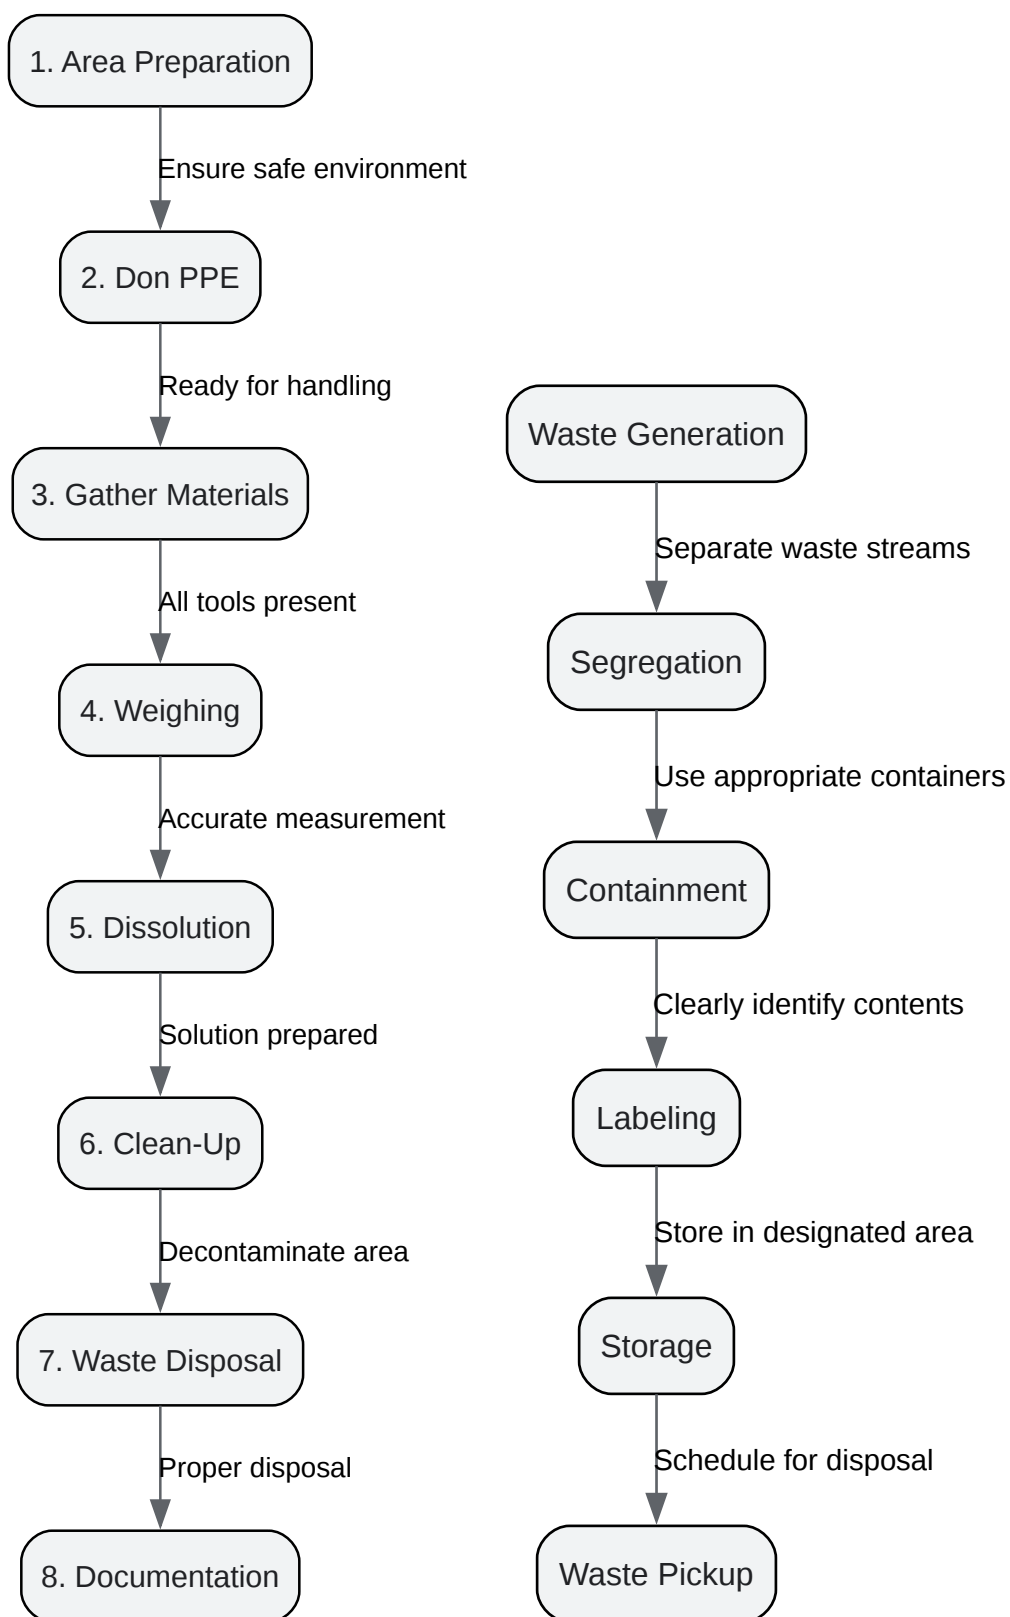 1. Area Preparation
Ensure safe environment
2. Don PPE
Ready for handling
3. Gather Materials
All tools present
4. Weighing
Accurate measurement
5. Dissolution
Solution prepared
6. Clean-Up
Decontaminate area
7. Waste Disposal
Proper disposal
8. Documentation
Waste Generation
Separate waste streams
Segregation
Use appropriate containers
Containment
Clearly identify contents
Labeling
Store in designated area
Storage
Schedule for disposal
Waste Pickup